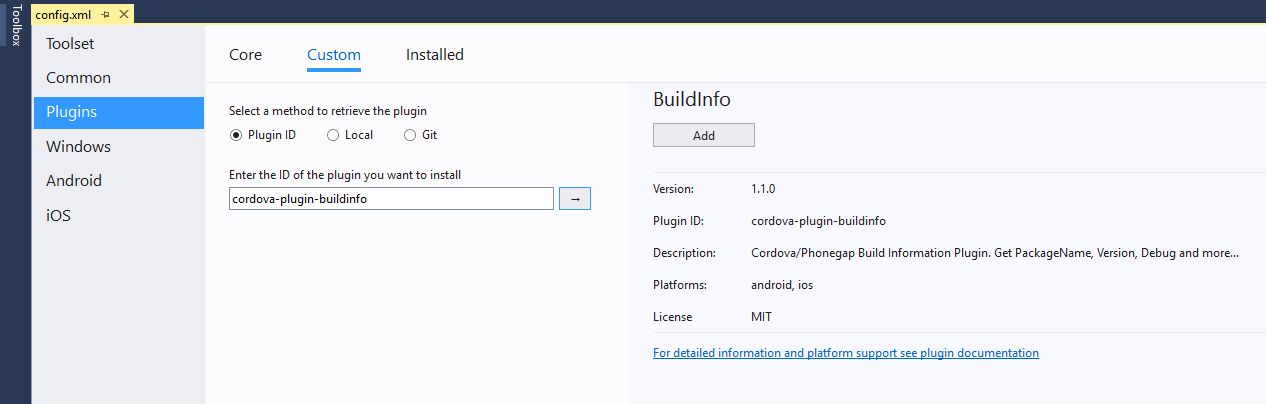 config.xml
Toolbox
Toolset
Common
Plugins
Windows
Android
iOS
Core Custom Installed
Select a method to retrieve the plugin
Plugin ID Local Git
Enter the ID of the plugin you want to install
cordova-plugin-buildinfo →
BuildInfo
Add
Version: 1.1.0
Plugin ID: cordova-plugin-buildinfo
Description: Cordova/Phonegap Build Information Plugin. Get PackageName, Version, Debug and more...
Platforms: android, ios
License MIT
For detailed information and platform support see plugin documentation